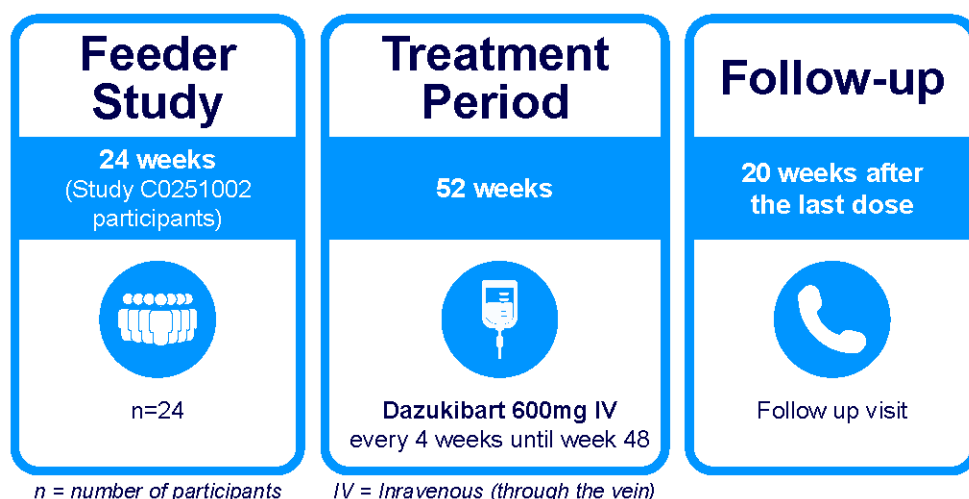 Feeder
Study
24 weeks
(Study C0251002
participants)
n=24
n = number of participants
Treatment
Period
52 weeks
Dazukibart 600mg IV
every 4 weeks until week 48
IV = Inravenous (through the vein)
Follow-up
20 weeks after
the last dose
Follow up visit